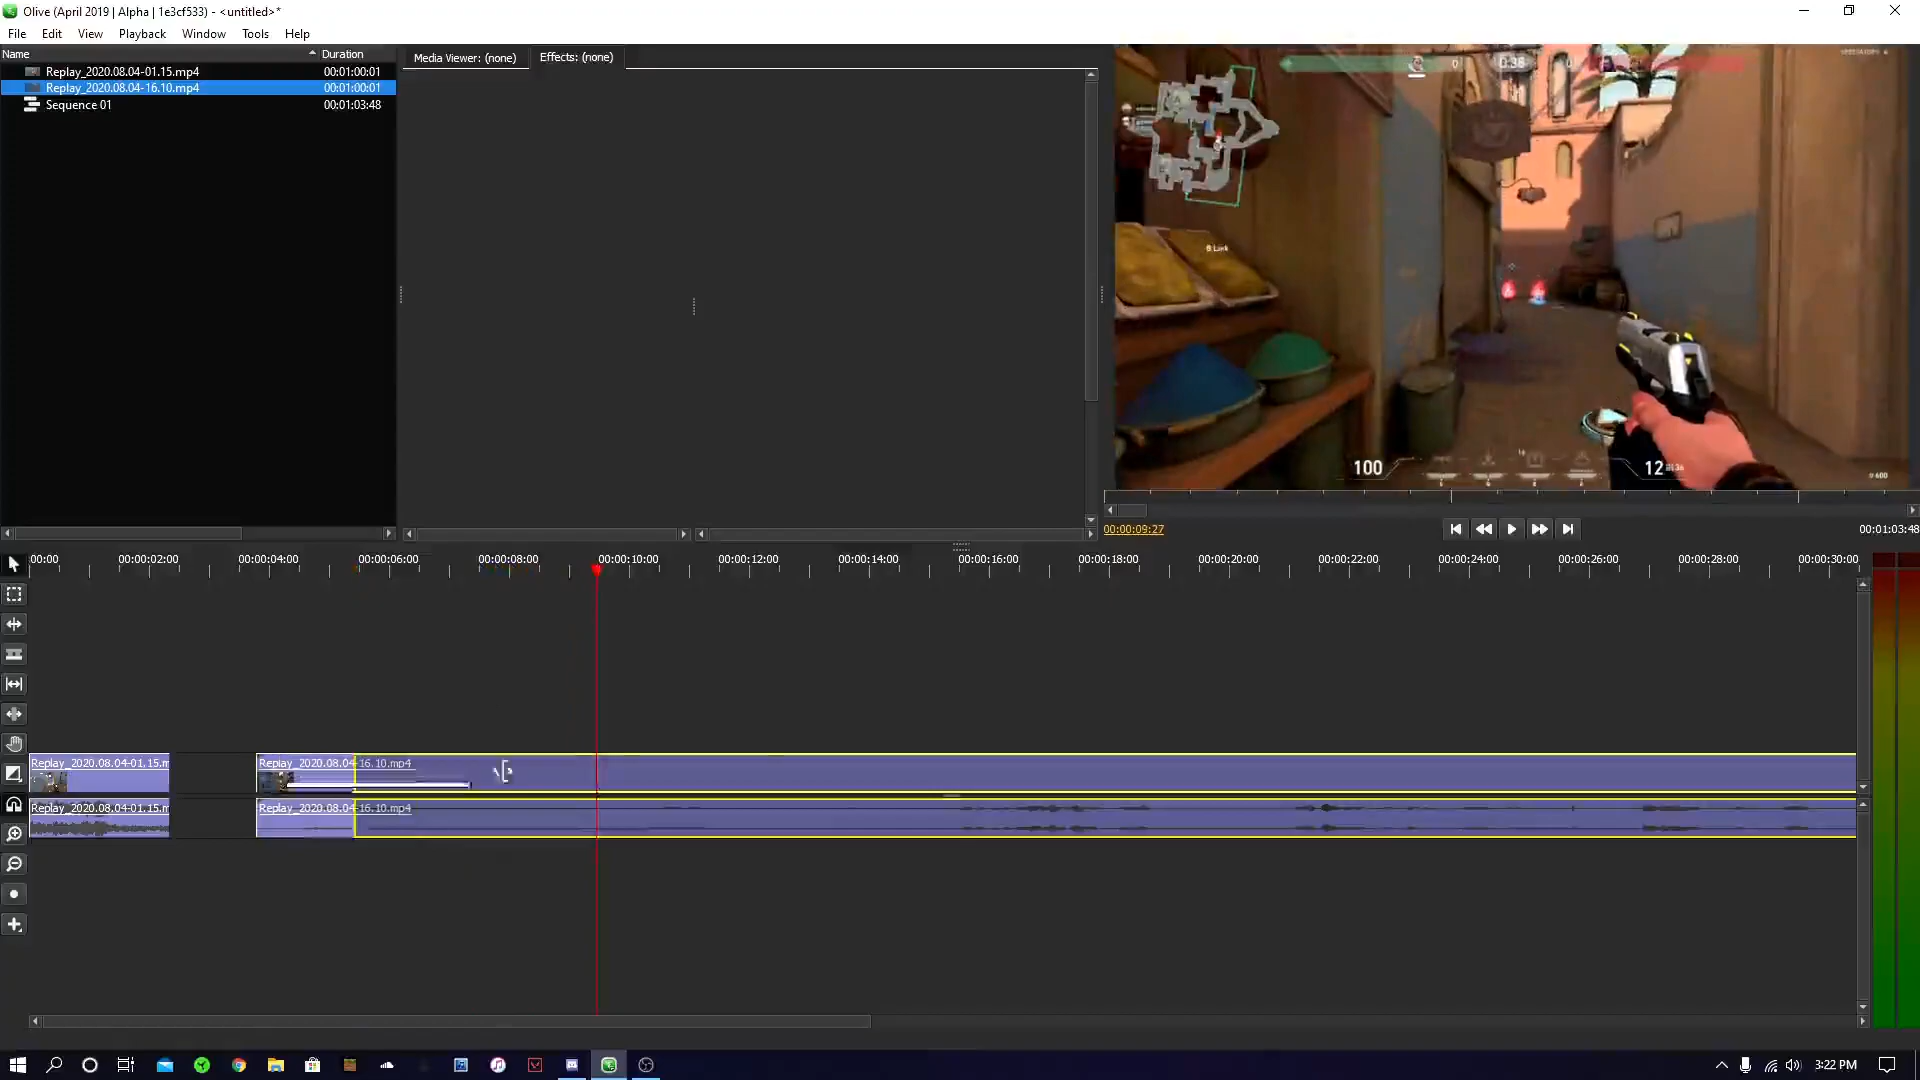 Olive (April 2019 | Alpha | 1e3cf533) - <untitled>*
File Edit View Playback Window Tools Help
Name Duration
Replay_2020.08.04-01.15.mp4 00:01:00:01
Replay_2020.08.04-16.10.mp4 00:01:00:01
Sequence 01 00:01:03:48
Media Viewer: (none) Effects: (none)
0 0:38 0
B Link
100 12 36
600
00:00:09:27 00:01:03:48
00:00 00:00:02:00 00:00:04:00 00:00:06:00 00:00:08:00 00:00:10:00 00:00:12:00 00:00:14:00 00:00:16:00 00:00:18:00 00:00:20:00 00:00:22:00 00:00:24:00 00:00:26:00 00:00:28:00 00:00:30:00
Replay_2020.08.04-01.15.m Replay_2020.08.04-16.10.mp4
Replay_2020.08.04-01.15.m Replay_2020.08.04-16.10.mp4
3:22 PM